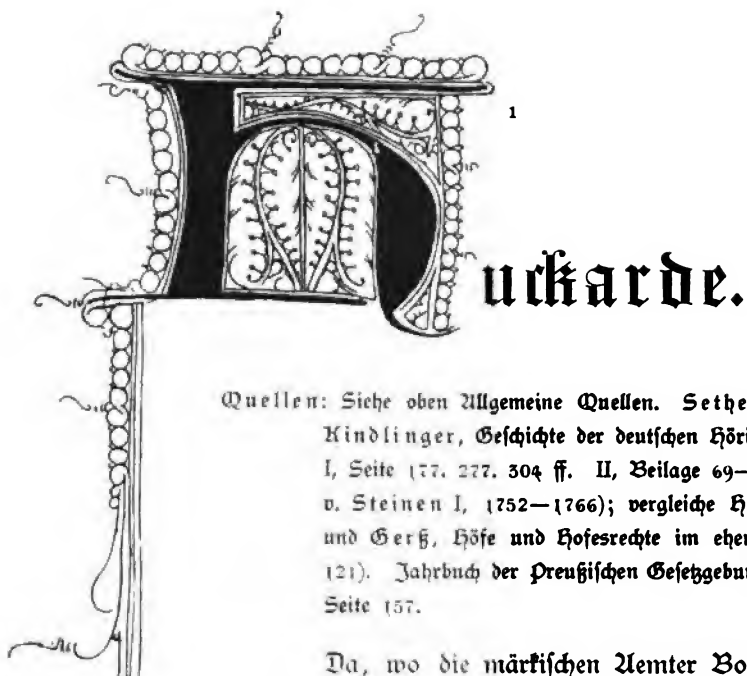 1
Huckarde.
Quellen: Siehe oben Allgemeine Quellen. Sethe
Kindlinger, Geschichte der deutschen Höri
I, Seite 177. 277. 304 ff. II, Beilage 69—
v. Steinen I, 1752—1766); vergleiche H
und Gerß, Höfe und Hofesrechte im ehe
121). Jahrbuch der Preußischen Gesetzgebu
Seite 157.
Da, wo die märkischen Aemter Bo